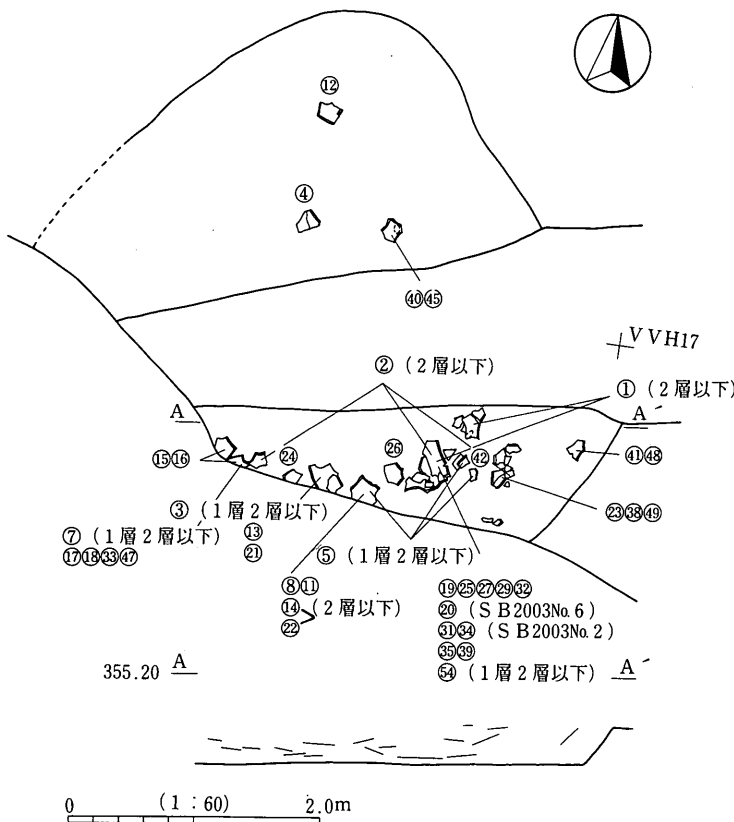 ⑫
④
㊵㊺
V V H17
② (2層以下)
① (2層以下)
A A´
⑮⑯ ㉔ ㉖ ㊷ ㊶㊽
③ (1層2層以下) ㉓㊳㊾
⑦ (1層2層以下) ⑬
⑰⑱㉝㊼ ㉑ ⑤ (1層2層以下)
⑧⑪ ⑲㉕㉗㉙㉜
⑭ (2層以下) ⑳ (SB2003No.6)
㉒ ㉛㉞ (SB2003No.2)
㉟㊴
355.20 A ㊴ (1層2層以下) A´
0 (1:60) 2.0m